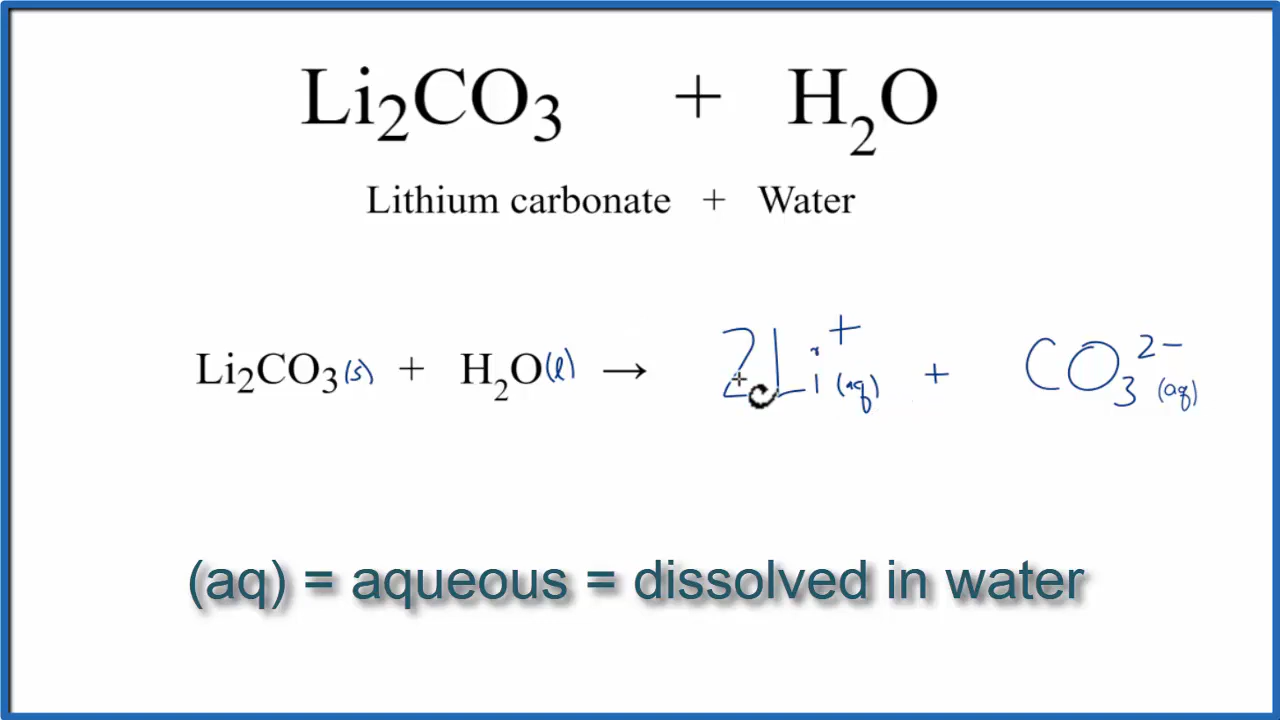 Li₂CO₃ + H₂O
Lithium carbonate + Water
Li₂CO₃(s) + H₂O(l) → 2Li⁺(aq) + CO₃²⁻(aq)
(aq) = aqueous = dissolved in water